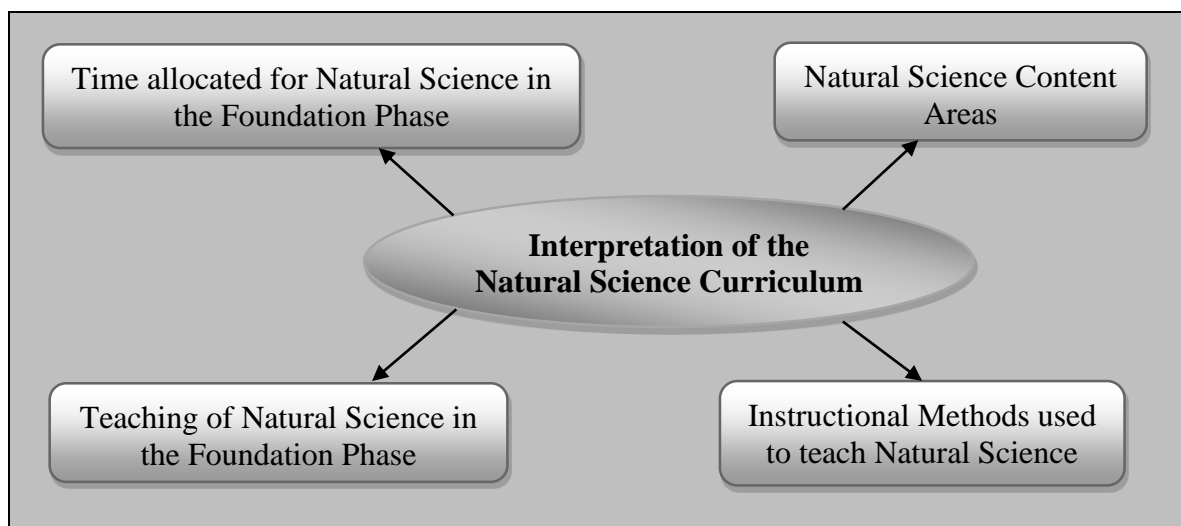 Time allocated for Natural Science in
the Foundation Phase
Natural Science Content
Areas
Interpretation of the
Natural Science Curriculum
Teaching of Natural Science in
the Foundation Phase
Instructional Methods used
to teach Natural Science